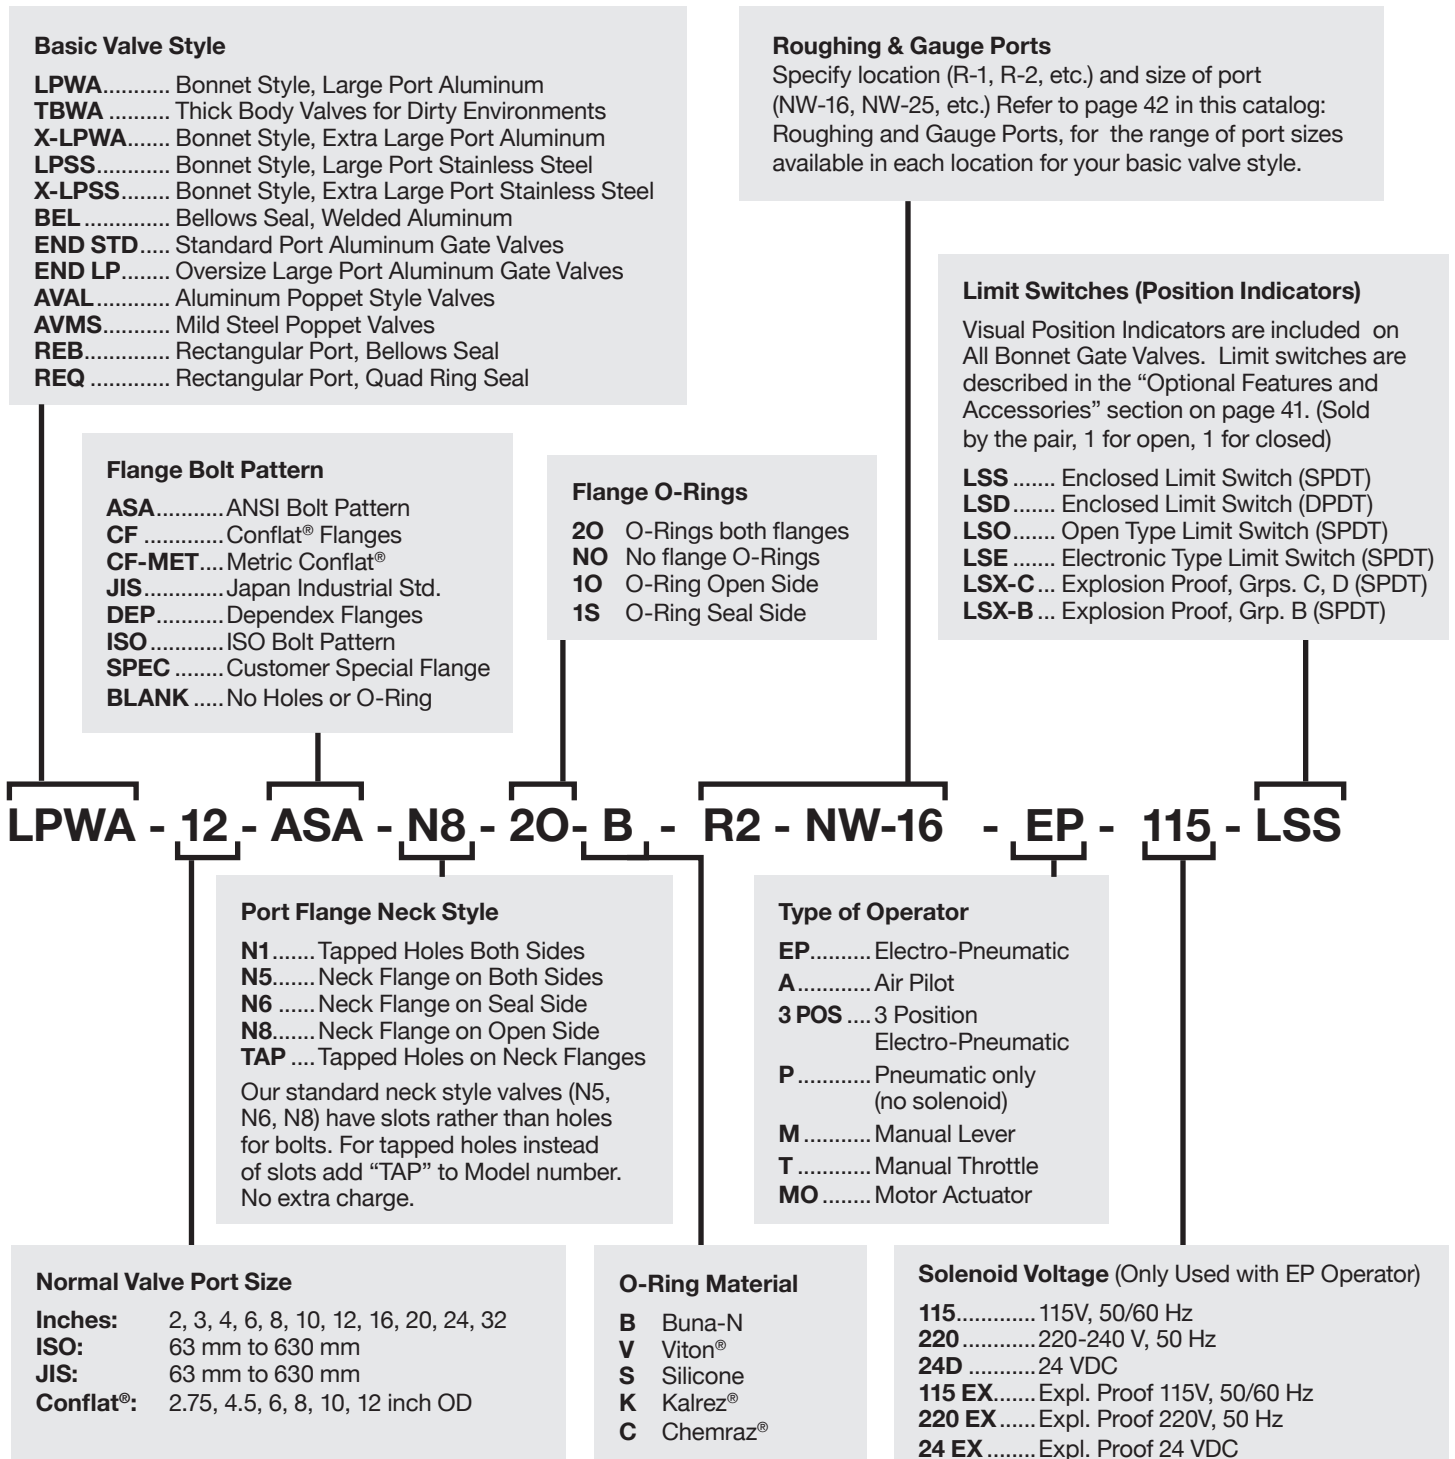 Basic Valve Style
LPWA........... Bonnet Style, Large Port Aluminum
TBWA .......... Thick Body Valves for Dirty Environments
X-LPWA....... Bonnet Style, Extra Large Port Aluminum
LPSS............ Bonnet Style, Large Port Stainless Steel
X-LPSS........ Bonnet Style, Extra Large Port Stainless Steel
BEL ............. Bellows Seal, Welded Aluminum
END STD..... Standard Port Aluminum Gate Valves
END LP........ Oversize Large Port Aluminum Gate Valves
AVAL............ Aluminum Poppet Style Valves
AVMS........... Mild Steel Poppet Valves
REB.............. Rectangular Port, Bellows Seal
REQ ............. Rectangular Port, Quad Ring Seal
Roughing & Gauge Ports
Specify location (R-1, R-2, etc.) and size of port
(NW-16, NW-25, etc.) Refer to page 42 in this catalog:
Roughing and Gauge Ports, for the range of port sizes
available in each location for your basic valve style.
Limit Switches (Position Indicators)
Visual Position Indicators are included on
All Bonnet Gate Valves. Limit switches are
described in the “Optional Features and
Accessories” section on page 41. (Sold
by the pair, 1 for open, 1 for closed)
LSS ....... Enclosed Limit Switch (SPDT)
LSD ....... Enclosed Limit Switch (DPDT)
LSO....... Open Type Limit Switch (SPDT)
LSE ....... Electronic Type Limit Switch (SPDT)
LSX-C ... Explosion Proof, Grps. C, D (SPDT)
LSX-B ... Explosion Proof, Grp. B (SPDT)
Flange Bolt Pattern
ASA...........ANSI Bolt Pattern
CF .............Conflat® Flanges
CF-MET....Metric Conflat®
JIS.............Japan Industrial Std.
DEP...........Dependex Flanges
ISO ............ISO Bolt Pattern
SPEC ........Customer Special Flange
BLANK .....No Holes or O-Ring
Flange O-Rings
2O O-Rings both flanges
NO No flange O-Rings
1O O-Ring Open Side
1S O-Ring Seal Side
LPWA - 12 - ASA - N8 - 2O- B - R2 - NW-16 - EP - 115 - LSS
Port Flange Neck Style
N1.......Tapped Holes Both Sides
N5.......Neck Flange on Both Sides
N6 ......Neck Flange on Seal Side
N8.......Neck Flange on Open Side
TAP ....Tapped Holes on Neck Flanges
Our standard neck style valves (N5,
N6, N8) have slots rather than holes
for bolts. For tapped holes instead
of slots add “TAP” to Model number.
No extra charge.
Type of Operator
EP..........Electro-Pneumatic
A............Air Pilot
3 POS ....3 Position
Electro-Pneumatic
P ............Pneumatic only
(no solenoid)
M ...........Manual Lever
T ............Manual Throttle
MO ........Motor Actuator
Normal Valve Port Size
Inches: 2, 3, 4, 6, 8, 10, 12, 16, 20, 24, 32
ISO: 63 mm to 630 mm
JIS: 63 mm to 630 mm
Conflat®: 2.75, 4.5, 6, 8, 10, 12 inch OD
O-Ring Material
B Buna-N
V Viton®
S Silicone
K Kalrez®
C Chemraz®
Solenoid Voltage (Only Used with EP Operator)
115............115V, 50/60 Hz
220 ...........220-240 V, 50 Hz
24D ..........24 VDC
115 EX.......Expl. Proof 115V, 50/60 Hz
220 EX ......Expl. Proof 220V, 50 Hz
24 EX ........Expl. Proof 24 VDC